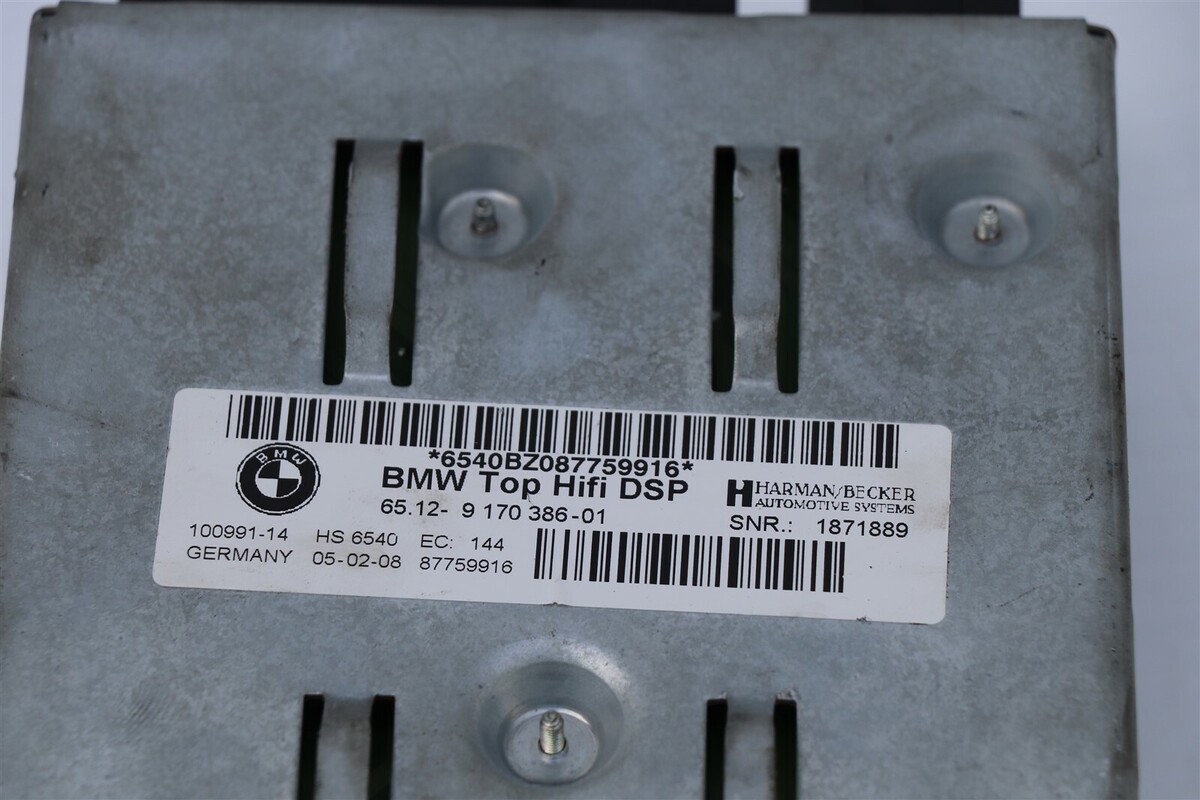 *6540BZ087759916*
BMW
BMW Top Hifi DSP
HARMAN/BECKER
AUTOMOTIVE SYSTEMS
65.12- 9 170 386-01
SNR.: 1871889
100991-14 HS 6540 EC: 144
GERMANY 05-02-08 87759916